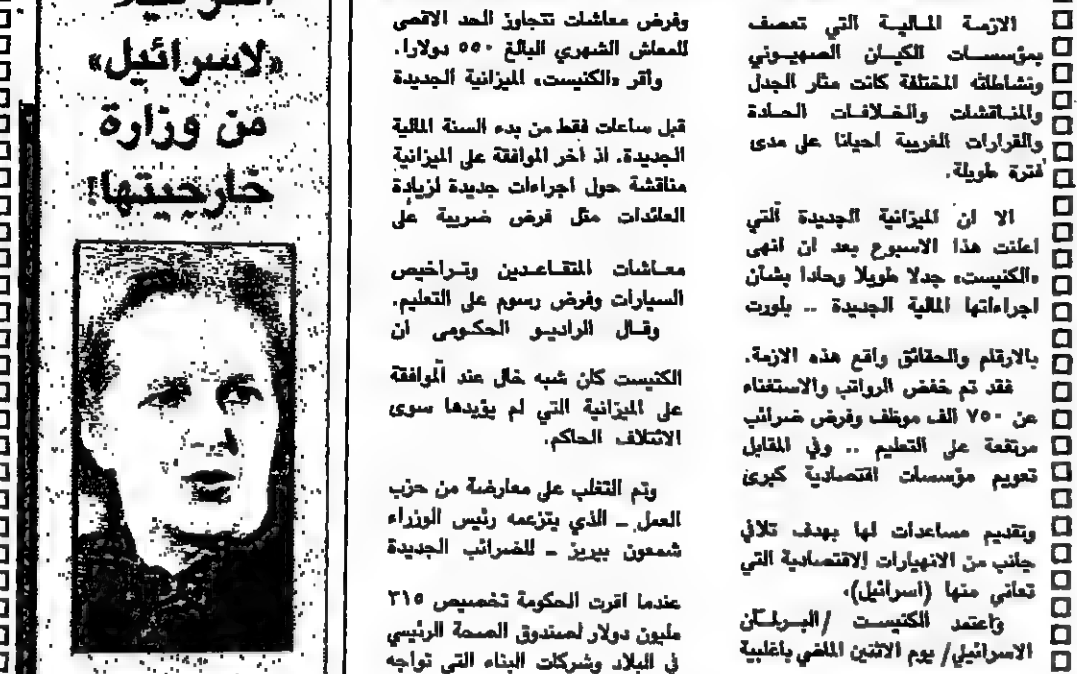 الازمة المالية التي تعصف
بمؤسسات الكيان الصهيوني
ونشاطاته المختلفة كانت مثار الجدل
والمناقشات والخلافات الحادة
والقرارات الغريبة احيانا على مدى
فترة طويلة.
الا ان الميزانية الجديدة التي
اعلنت هذا الاسبوع بعد ان انهى
«الكنيست» جدلا طويلا وحادا بشأن
اجراءاتها المالية الجديدة .. بلورت
بالارقام والحقائق واقع هذه الازمة.
فقد تم خفض الرواتب والاستغناء
عن ٧٥٠ الف موظف وفرض ضرائب
مرتفعة على التعليم .. وفي المقابل
تعويم مؤسسات اقتصادية كبرى
وتقديم مساعدات لها بهدف تلافي
جانب من الانهيارات الاقتصادية التي
تعاني منها (اسرائيل).
واعتمد الكنيست /البرلمان
الاسرائيلي/ يوم الاثنين الماضي باغلبية
وفرض معاشات تتجاوز الحد الاقصى
للمعاش الشهري البالغ ٥٥٠ دولارا.
وأقر «الكنيست» الميزانية الجديدة
قبل ساعات فقط من بدء السنة المالية
الجديدة. اذ اخر الموافقة على الميزانية
مناقشة حول اجراءات جديدة لزيادة
العائدات مثل فرض ضريبة على
معاشات المتقاعدين وتراخيص
السيارات وفرض رسوم على التعليم.
وقال الراديو الحكومى ان
الكنيست كان شبه خال عند الموافقة
على الميزانية التي لم يؤيدها سوى
الائتلاف الحاكم.
وتم التغلب على معارضة من حزب
العمل ـ الذي يتزعمه رئيس الوزراء
شمعون بيريز ـ للضرائب الجديدة
عندما اقرت الحكومة تخصيص ٣١٥
مليون دولار لصندوق الصحة الرئيسي
في البلاد وشركات البناء التي تواجه
«لاسرائيل»
من وزارة
خارجيتها!